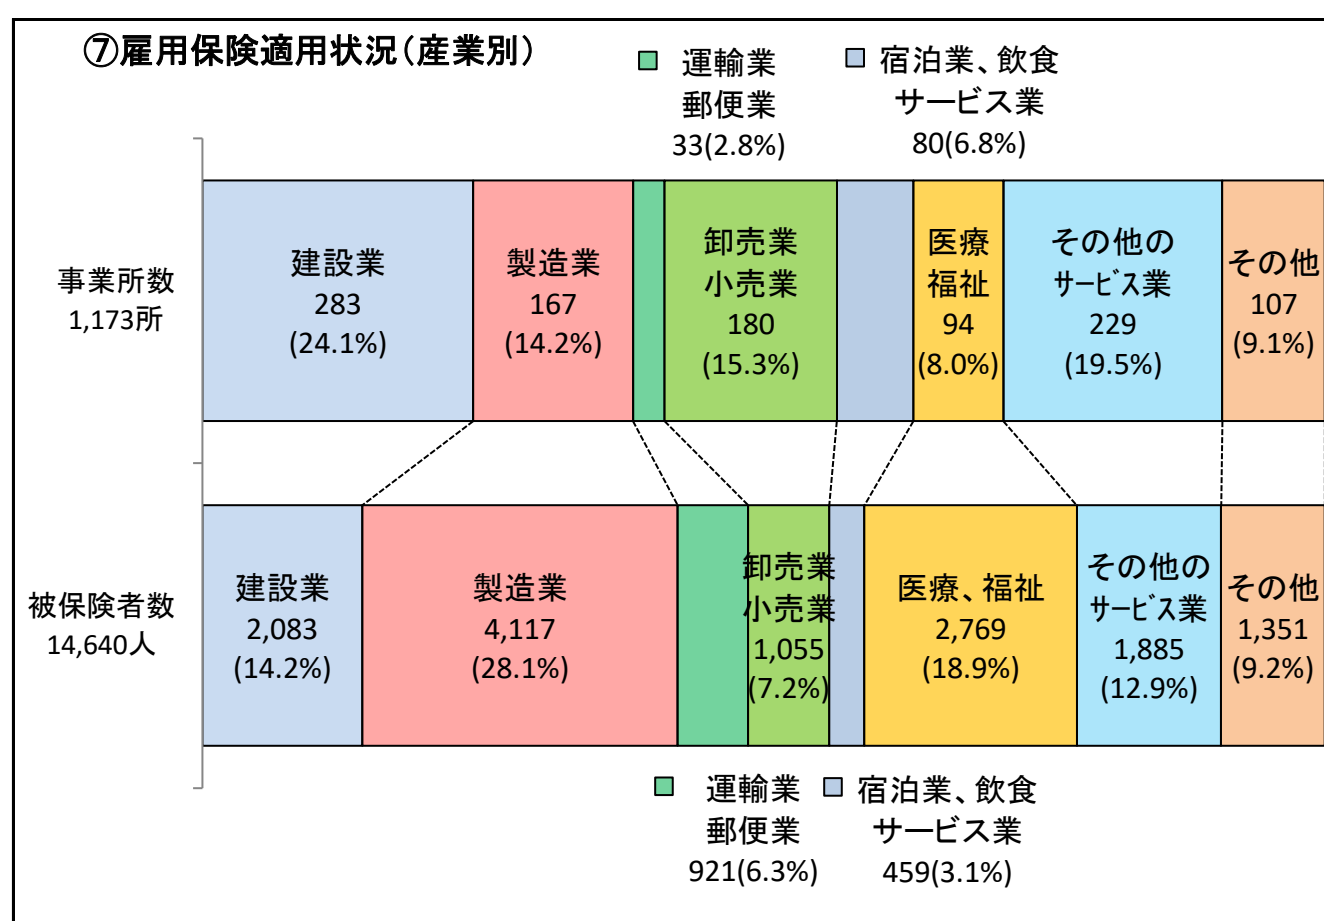 ⑦雇用保険適用状況(産業別)
運輸業
郵便業
33(2.8%)
宿泊業、飲食
サービス業
80(6.8%)
事業所数
1,173所
建設業
283
(24.1%)
製造業
167
(14.2%)
卸売業
小売業
180
(15.3%)
医療
福祉
94
(8.0%)
その他の
ｻｰﾋﾞｽ業
229
(19.5%)
その他
107
(9.1%)
被保険者数
14,640人
建設業
2,083
(14.2%)
製造業
4,117
(28.1%)
卸売業
小売業
1,055
(7.2%)
医療、福祉
2,769
(18.9%)
その他の
ｻｰﾋﾞｽ業
1,885
(12.9%)
その他
1,351
(9.2%)
運輸業
郵便業
921(6.3%)
宿泊業、飲食
サービス業
459(3.1%)